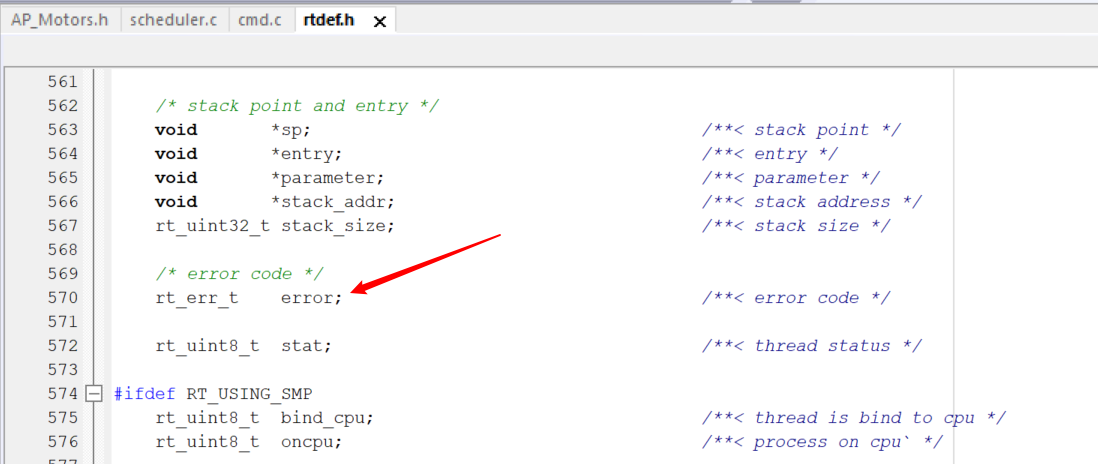 AP_Motors.h scheduler.c cmd.c rtdef.h
561
562 /* stack point and entry */
563 void *sp; /**< stack point */
564 void *entry; /**< entry */
565 void *parameter; /**< parameter */
566 void *stack_addr; /**< stack address */
567 rt_uint32_t stack_size; /**< stack size */
568
569 /* error code */
570 rt_err_t error; /**< error code */
571
572 rt_uint8_t stat; /**< thread status */
573
574 #ifdef RT_USING_SMP
575 rt_uint8_t bind_cpu; /**< thread is bind to cpu */
576 rt_uint8_t oncpu; /**< process on cpu` */